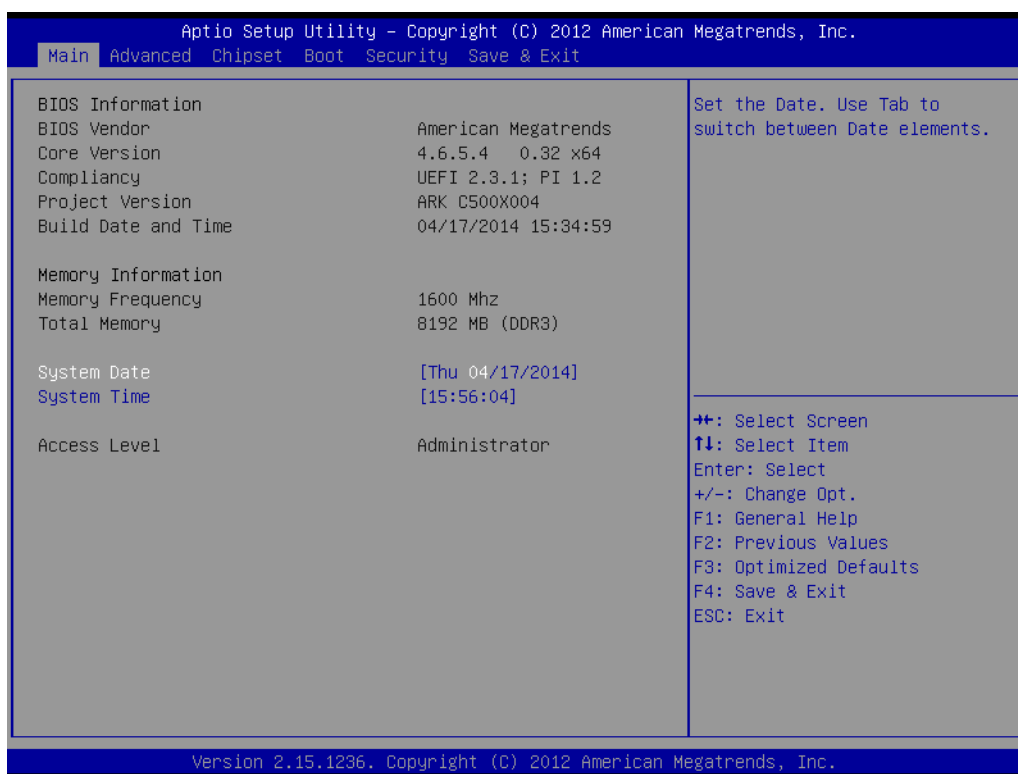 Aptio Setup Utility – Copyright (C) 2012 American Megatrends, Inc.
Main Advanced Chipset Boot Security Save & Exit
BIOS Information
BIOS Vendor American Megatrends
Core Version 4.6.5.4 0.32 x64
Compliancy UEFI 2.3.1; PI 1.2
Project Version ARK C500X004
Build Date and Time 04/17/2014 15:34:59
Memory Information
Memory Frequency 1600 Mhz
Total Memory 8192 MB (DDR3)
System Date [Thu 04/17/2014]
System Time [15:56:04]
Access Level Administrator
Set the Date. Use Tab to
switch between Date elements.
→←: Select Screen
↑↓: Select Item
Enter: Select
+/-: Change Opt.
F1: General Help
F2: Previous Values
F3: Optimized Defaults
F4: Save & Exit
ESC: Exit
Version 2.15.1236. Copyright (C) 2012 American Megatrends, Inc.